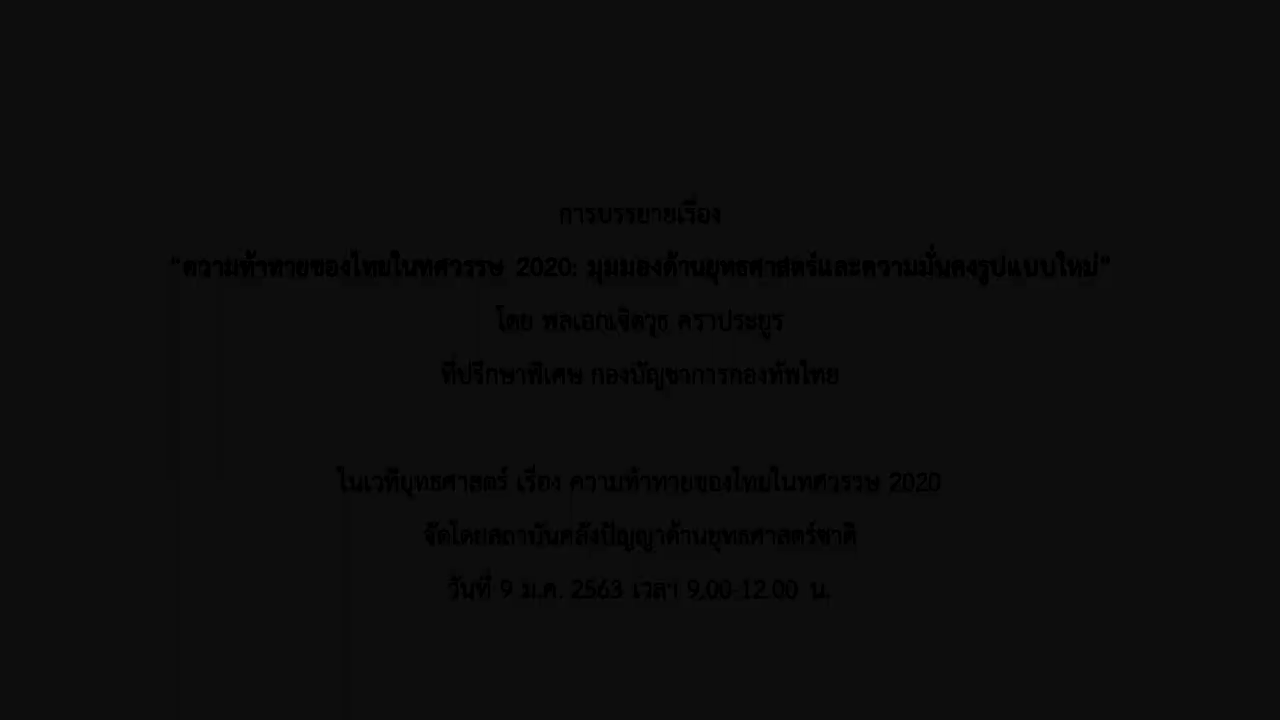 การบรรยายเรื่อง
"ความท้าทายของไทยในทศวรรษ 2020: มุมมองด้านยุทธศาสตร์และความมั่นคงรูปแบบใหม่"
โดย พลเอกเชิดวุธ คราประยูร
ที่ปรึกษาพิเศษ กองบัญชาการกองทัพไทย
ในเวทียุทธศาสตร์ เรื่อง ความท้าทายของไทยในทศวรรษ 2020
จัดโดยสถาบันคลังปัญญาด้านยุทธศาสตร์ชาติ
วันที่ 9 ม.ค. 2563 เวลา 9.00-12.00 น.